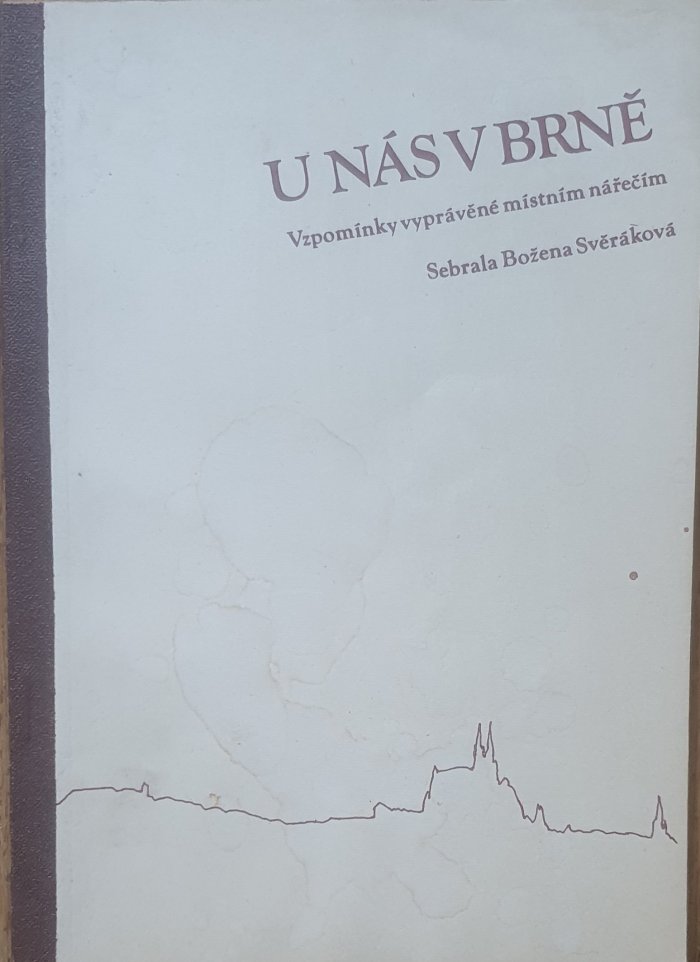 U NÁS V BRNĚ
Vzpomínky vyprávěné místním nářečím
Sebrala Božena Svěráková